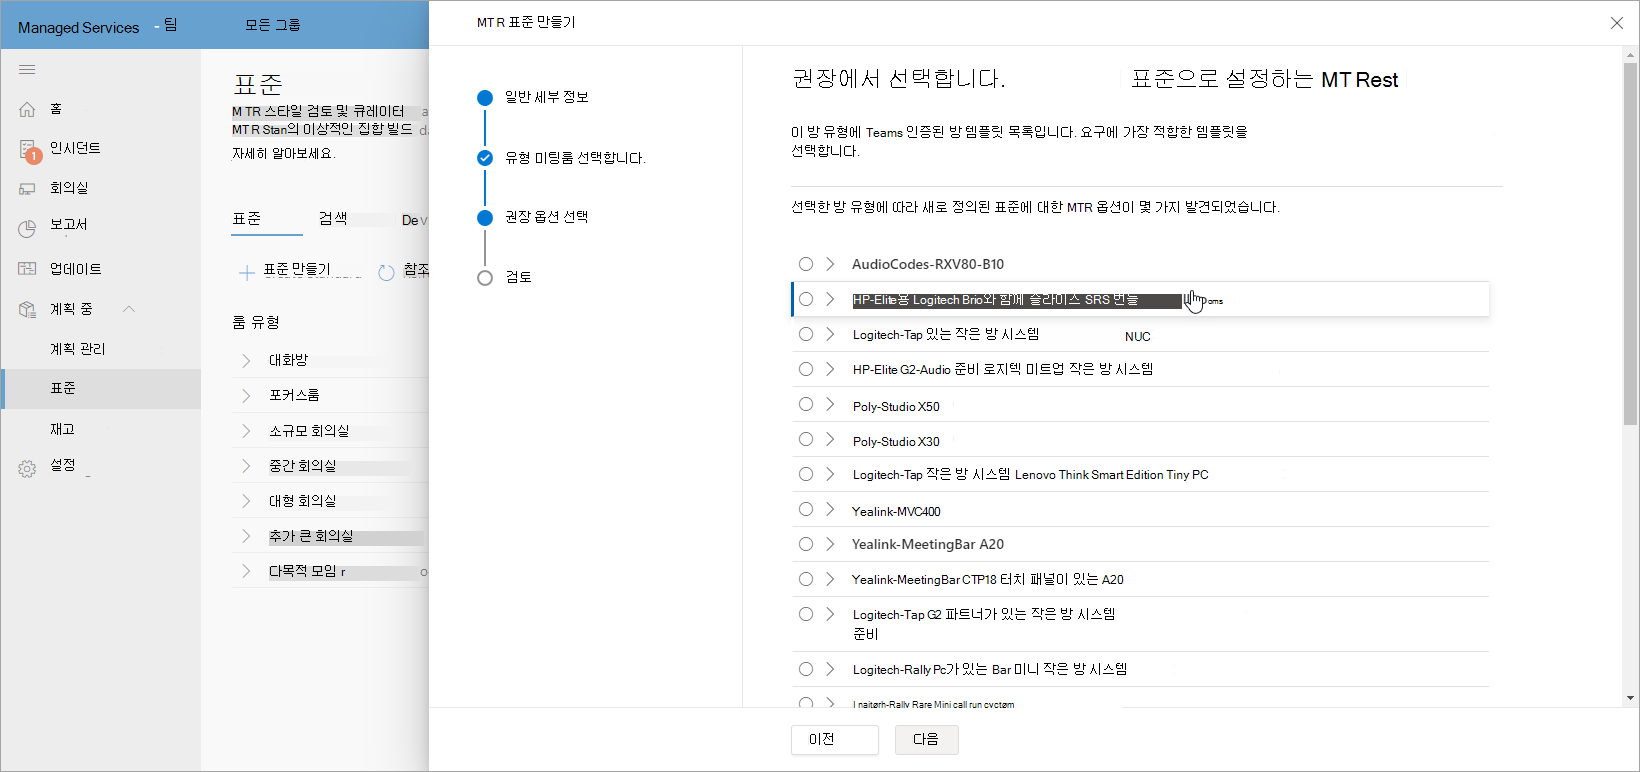 Managed Services - 팀
모든 그룹
홈
인시던트
1
회의실
보고서
업데이트
계획 중
계획 관리
표준
재고
설정
표준
MTR 스타일 검토 및 큐레이터 a
MTR Stan의 이상적인 집합 빌드 da
자세히 알아보세요.
표준 검색 Dev
표준 만들기 참조
룸 유형
대화방
포커스룸
소규모 회의실
중간 회의실
대형 회의실
추가 큰 회의실
다목적 모임 r o
MTR 표준 만들기
일반 세부 정보
유형 미팅룸 선택합니다.
권장 옵션 선택
검토
권장에서 선택합니다. 표준으로 설정하는 MT Rest
이 방 유형에 Teams 인증된 방 템플릿 목록입니다. 요구에 가장 적합한 템플릿을
선택합니다.
선택한 방 유형에 따라 새로 정의된 표준에 대한 MTR 옵션이 몇 가지 발견되었습니다.
AudioCodes-RXV80-B10
HP-Elite용 Logitech Brio와 함께 슬라이스 SRS 번들 oms
Logitech-Tap 있는 작은 방 시스템 NUC
HP-Elite G2-Audio 준비 로지텍 미트업 작은 방 시스템
Poly-Studio X50
Poly-Studio X30
Logitech-Tap 작은 방 시스템 Lenovo Think Smart Edition Tiny PC
Yealink-MVC400
Yealink-MeetingBar A20
Yealink-MeetingBar CTP18 터치 패널이 있는 A20
Logitech-Tap G2 파트너가 있는 작은 방 시스템
준비
Logitech-Rally Pc가 있는 Bar 미니 작은 방 시스템
이전
다음